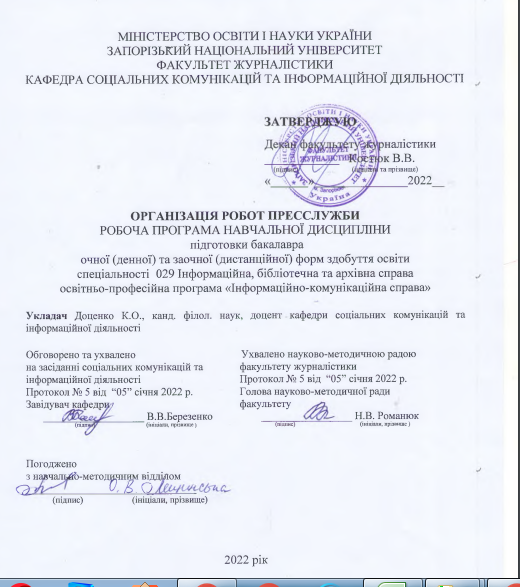 МІНІСТЕРСТВО ОСВІТИ І НАУКИ УКРАЇНИ
ЗАПОРІЗЬКИЙ НАЦІОНАЛЬНИЙ УНІВЕРСИТЕТ
ФАКУЛЬТЕТ ЖУРНАЛІСТИКИ
КАФЕДРА СОЦІАЛЬНИХ КОМУНІКАЦІЙ ТА ІНФОРМАЦІЙНОЇ ДІЯЛЬНОСТІ
ЗАТВЕРДЖУЮ
Декан факультету журналістики
Костюк В.В.
(підпис) (ініціали та прізвище)
«______»__________________2022__
ФАКУЛЬТЕТ
ЖУРНАЛІСТИКИ
м. Запоріжжя
Україна
ОРГАНІЗАЦІЯ РОБОТ ПРЕССЛУЖБИ
РОБОЧА ПРОГРАМА НАВЧАЛЬНОЇ ДИСЦИПЛІНИ
підготовки бакалавра
очної (денної) та заочної (дистанційної) форм здобуття освіти
спеціальності 029 Інформаційна, бібліотечна та архівна справа
освітньо-професійна програма «Інформаційно-комунікаційна справа»
Укладач Доценко К.О., канд. філол. наук, доцент кафедри соціальних комунікацій та
інформаційної діяльності
Обговорено та ухвалено
на засіданні соціальних комунікацій та
інформаційної діяльності
Протокол № 5 від “05” січня 2022 р.
Завідувач кафедри
В.В.Березенко
(підпис) (ініціали, прізвище )
Ухвалено науково-методичною радою
факультету журналістики
Протокол № 5 від “05” січня 2022 р.
Голова науково-методичної ради
факультету
Н.В. Романюк
(підпис) (ініціали, прізвище )
Погоджено
з навчально-методичним відділом
(підпис) (ініціали, прізвище)
2022 рік